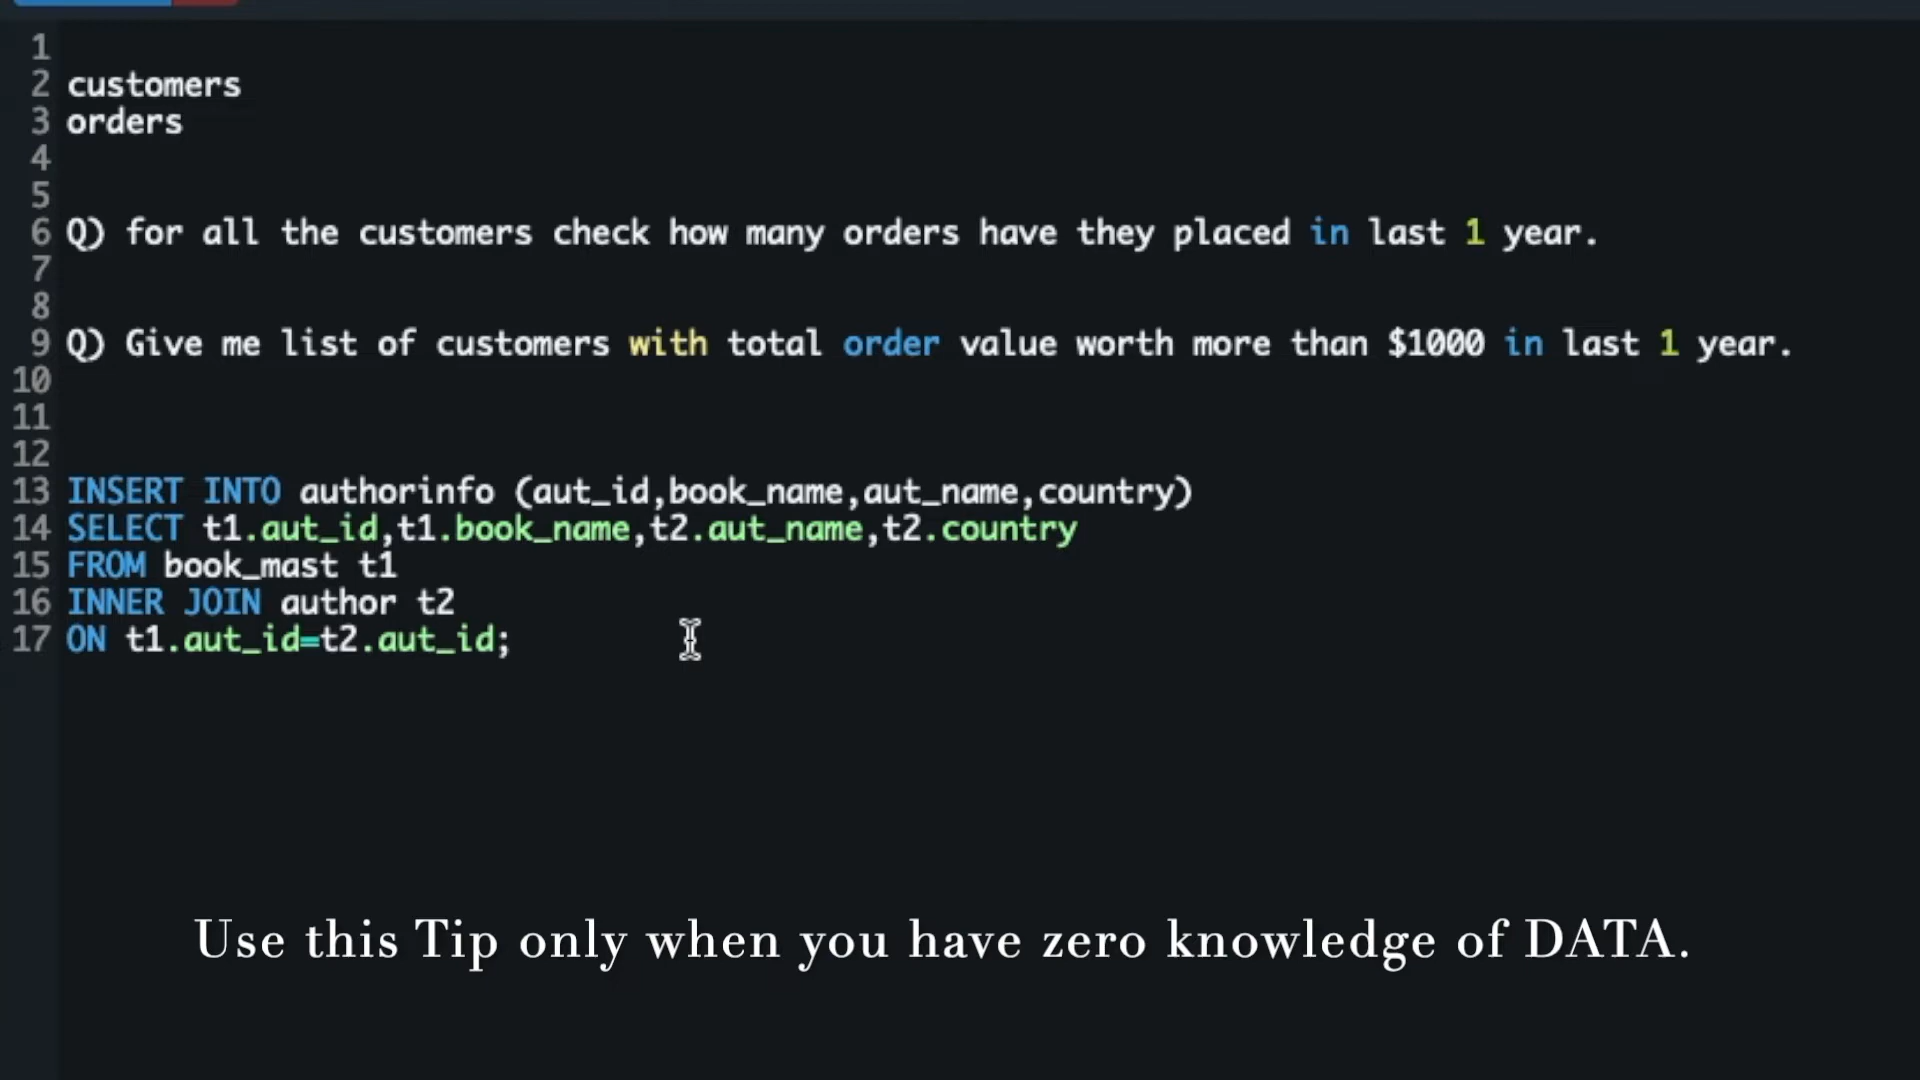 1
2 customers
3 orders
4
5
6 Q) for all the customers check how many orders have they placed in last 1 year.
7
8
9 Q) Give me list of customers with total order value worth more than $1000 in last 1 year.
10
11
12
13 INSERT INTO authorinfo (aut_id,book_name,aut_name,country)
14 SELECT t1.aut_id,t1.book_name,t2.aut_name,t2.country
15 FROM book_mast t1
16 INNER JOIN author t2
17 ON t1.aut_id=t2.aut_id;
Use this Tip only when you have zero knowledge of DATA.